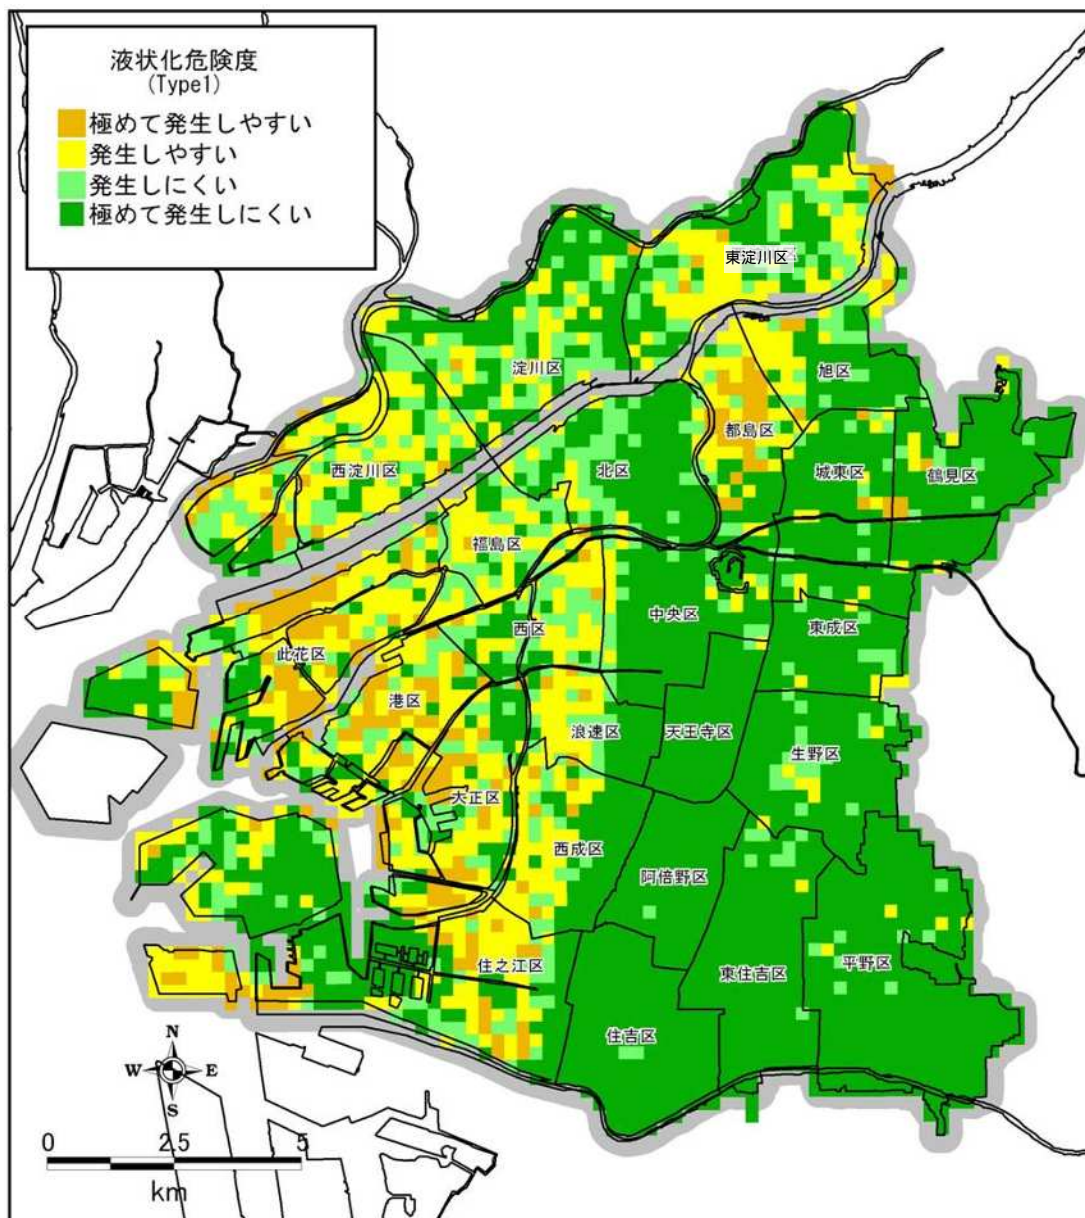 液状化危険度
(Type1)
極めて発生しやすい
発生しやすい
発生しにくい
極めて発生しにくい
東淀川区
淀川区
旭区
都島区
西淀川区
北区
城東区
鶴見区
福島区
中央区
西区
東成区
此花区
港区
浪速区
天王寺区
生野区
大正区
西成区
阿倍野区
住之江区
東住吉区
平野区
住吉区
N
W
E
S
0
2.5
5
km